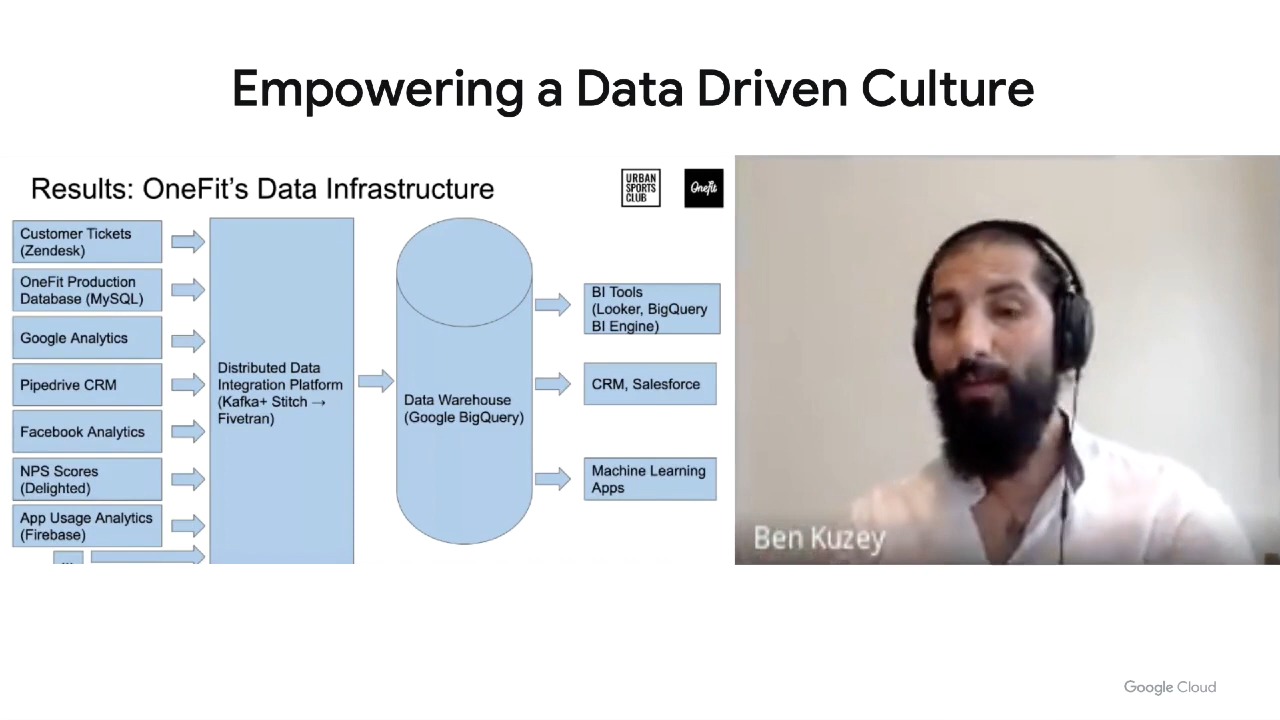 Empowering a Data Driven Culture
Results: OneFit's Data Infrastructure
URBAN
SPORTS
CLUB
Onefit
Customer Tickets
(Zendesk)
OneFit Production
Database (MySQL)
Google Analytics
Pipedrive CRM
Facebook Analytics
NPS Scores
(Delighted)
App Usage Analytics
(Firebase)
...
Distributed Data
Integration Platform
(Kafka+ Stitch →
Fivetran)
Data Warehouse
(Google BigQuery)
BI Tools
(Looker, BigQuery
BI Engine)
CRM, Salesforce
Machine Learning
Apps
Ben Kuzey
Google Cloud